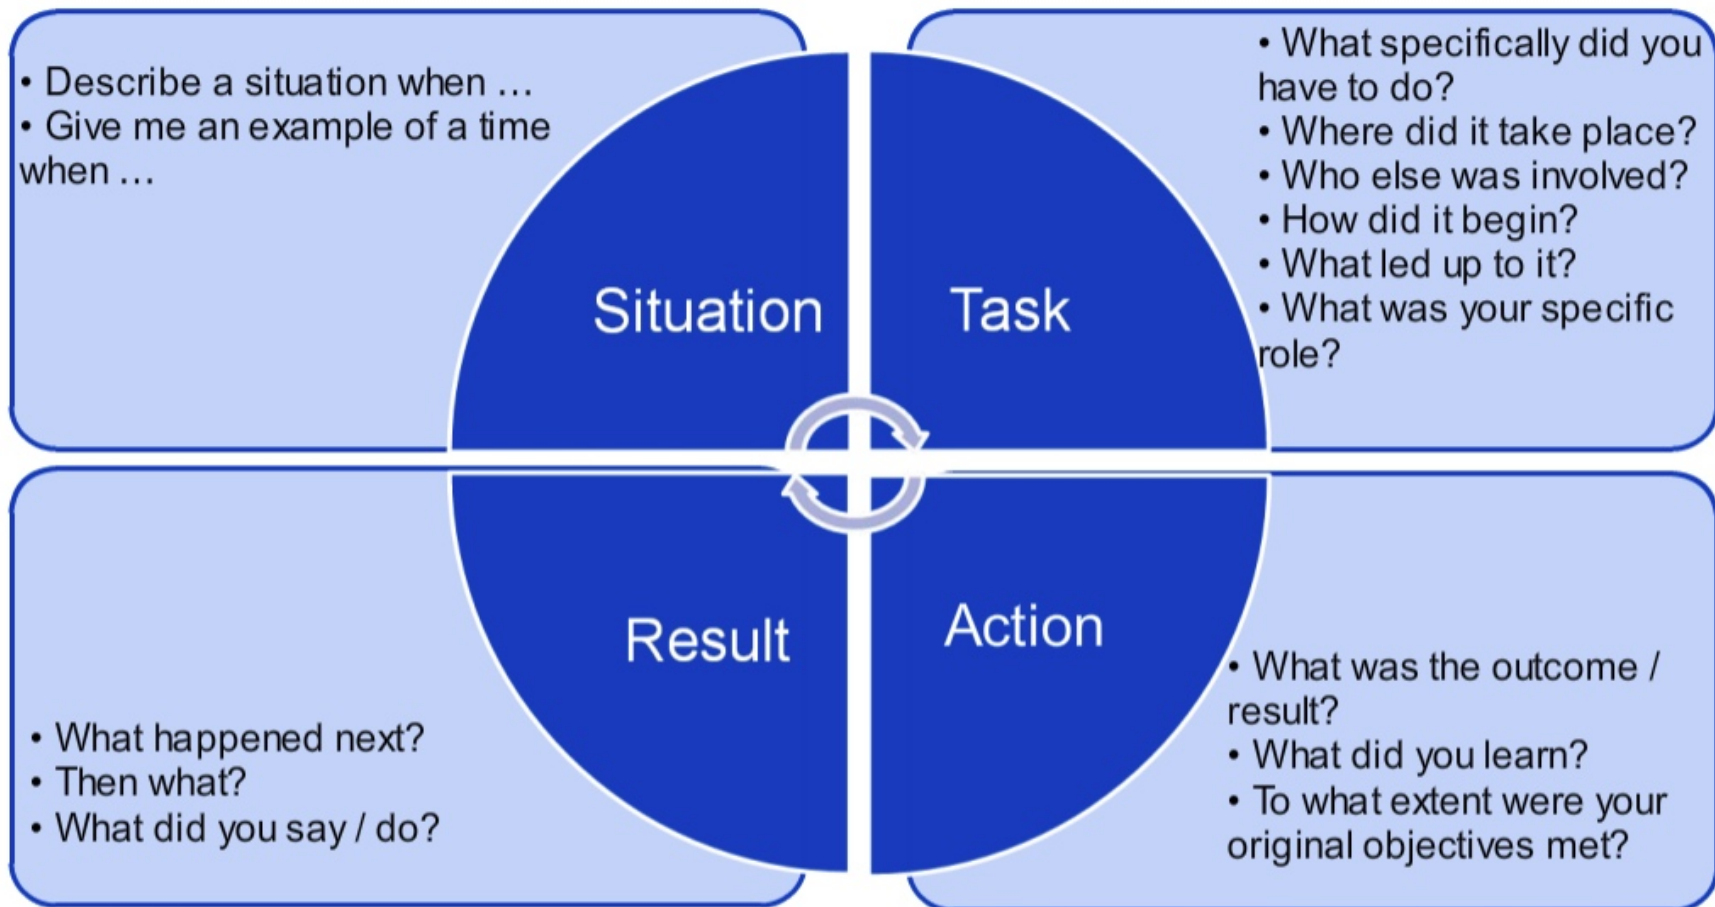 • Describe a situation when ...
• Give me an example of a time
when ...
Situation
Task
• What specifically did you
have to do?
• Where did it take place?
• Who else was involved?
• How did it begin?
• What led up to it?
• What was your specific
role?
Result
• What happened next?
• Then what?
• What did you say / do?
Action
• What was the outcome /
result?
• What did you learn?
• To what extent were your
original objectives met?